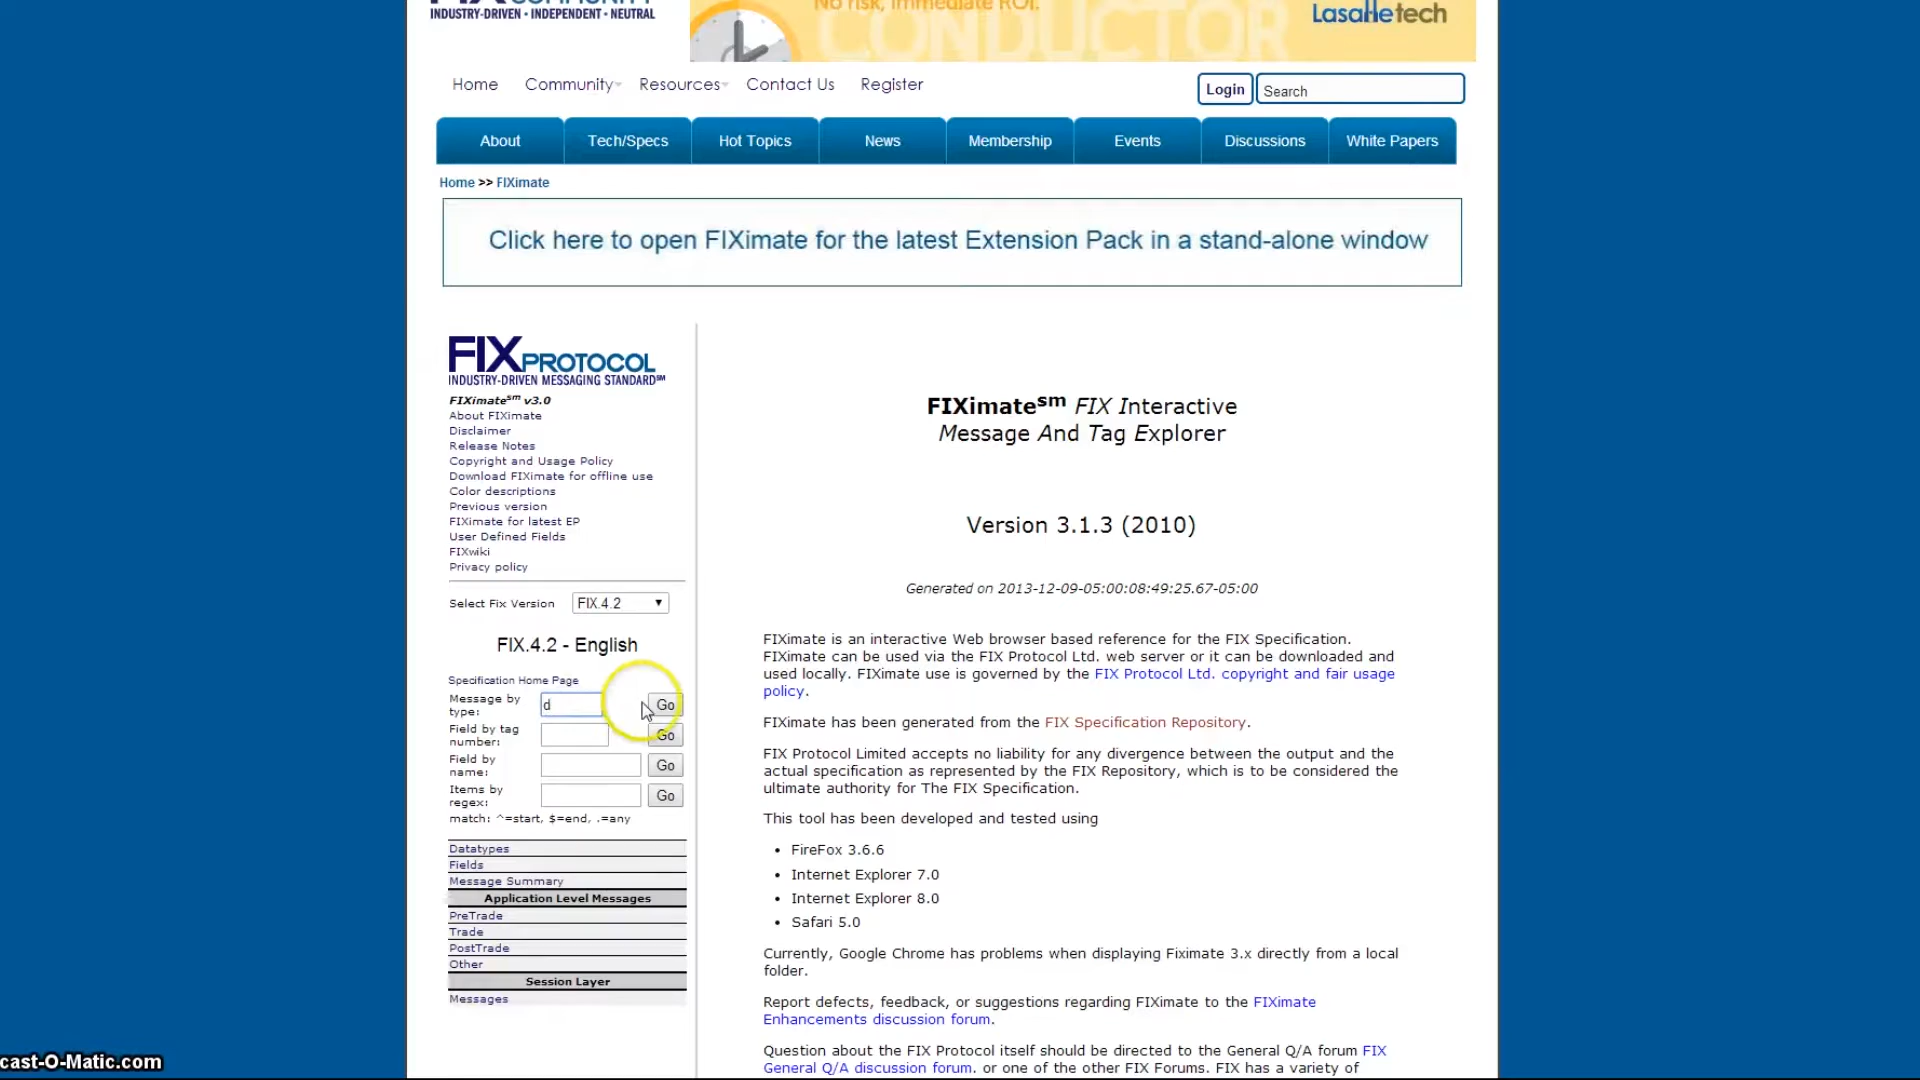 INDUSTRY-DRIVEN • INDEPENDENT • NEUTRAL
No risk, immediate ROI.
CONDUCTOR
Lasalletech
Home Community Resources Contact Us Register
Login Search
About Tech/Specs Hot Topics News Membership Events Discussions White Papers
Home >> FIXimate
Click here to open FIXimate for the latest Extension Pack in a stand-alone window
FIX PROTOCOL
INDUSTRY-DRIVEN MESSAGING STANDARD℠
FIXimate℠ v3.0
About FIXimate
Disclaimer
Release Notes
Copyright and Usage Policy
Download FIXimate for offline use
Color descriptions
Previous version
FIXimate for latest EP
User Defined Fields
FIXwiki
Privacy policy
Select Fix Version FIX.4.2
FIX.4.2 - English
Specification Home Page
Message by type: d Go
Field by tag number: Go
Field by name: Go
Items by regex: Go
match: ^=start, $=end, .=any
Datatypes
Fields
Message Summary
Application Level Messages
PreTrade
Trade
PostTrade
Other
Session Layer
Messages
FIXimate℠ FIX Interactive
Message And Tag Explorer
Version 3.1.3 (2010)
Generated on 2013-12-09-05:00:08:49:25.67-05:00
FIXimate is an interactive Web browser based reference for the FIX Specification.
FIXimate can be used via the FIX Protocol Ltd. web server or it can be downloaded and
used locally. FIXimate use is governed by the FIX Protocol Ltd. copyright and fair usage
policy.
FIXimate has been generated from the FIX Specification Repository.
FIX Protocol Limited accepts no liability for any divergence between the output and the
actual specification as represented by the FIX Repository, which is to be considered the
ultimate authority for The FIX Specification.
This tool has been developed and tested using
• FireFox 3.6.6
• Internet Explorer 7.0
• Internet Explorer 8.0
• Safari 5.0
Currently, Google Chrome has problems when displaying Fiximate 3.x directly from a local
folder.
Report defects, feedback, or suggestions regarding FIXimate to the FIXimate
Enhancements discussion forum.
Question about the FIX Protocol itself should be directed to the General Q/A forum FIX
General Q/A discussion forum. or one of the other FIX Forums. FIX has a variety of
cast-O-Matic.com